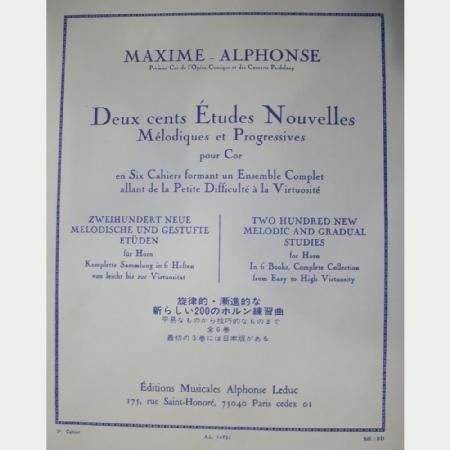 MAXIME - ALPHONSE
Premier Cor de l'Opéra-Comique et des Concerts Pasdeloup
Deux cents Études Nouvelles
Mélodiques et Progressives
pour Cor
en Six Cahiers formant un Ensemble Complet
allant de la Petite Difficulté à la Virtuosité
ZWEIHUNDERT NEUE
MELODISCHE UND GESTUFTE
ETÜDEN
für Horn
Komplette Sammlung in 6 Heften
von leicht bis zur Virtuosität
TWO HUNDRED NEW
MELODIC AND GRADUAL
STUDIES
for Horn
In 6 Books, Complete Collection
from Easy to High Virtuosity
旋律的・漸進的な
新らしい200のホルン練習曲
平易なものから技巧的なものまで
全6巻
最初の3巻には日本版がある
Éditions Musicales Alphonse Leduc
175, rue Saint-Honoré, 75040 Paris cedex 01
Cahier
A.L.